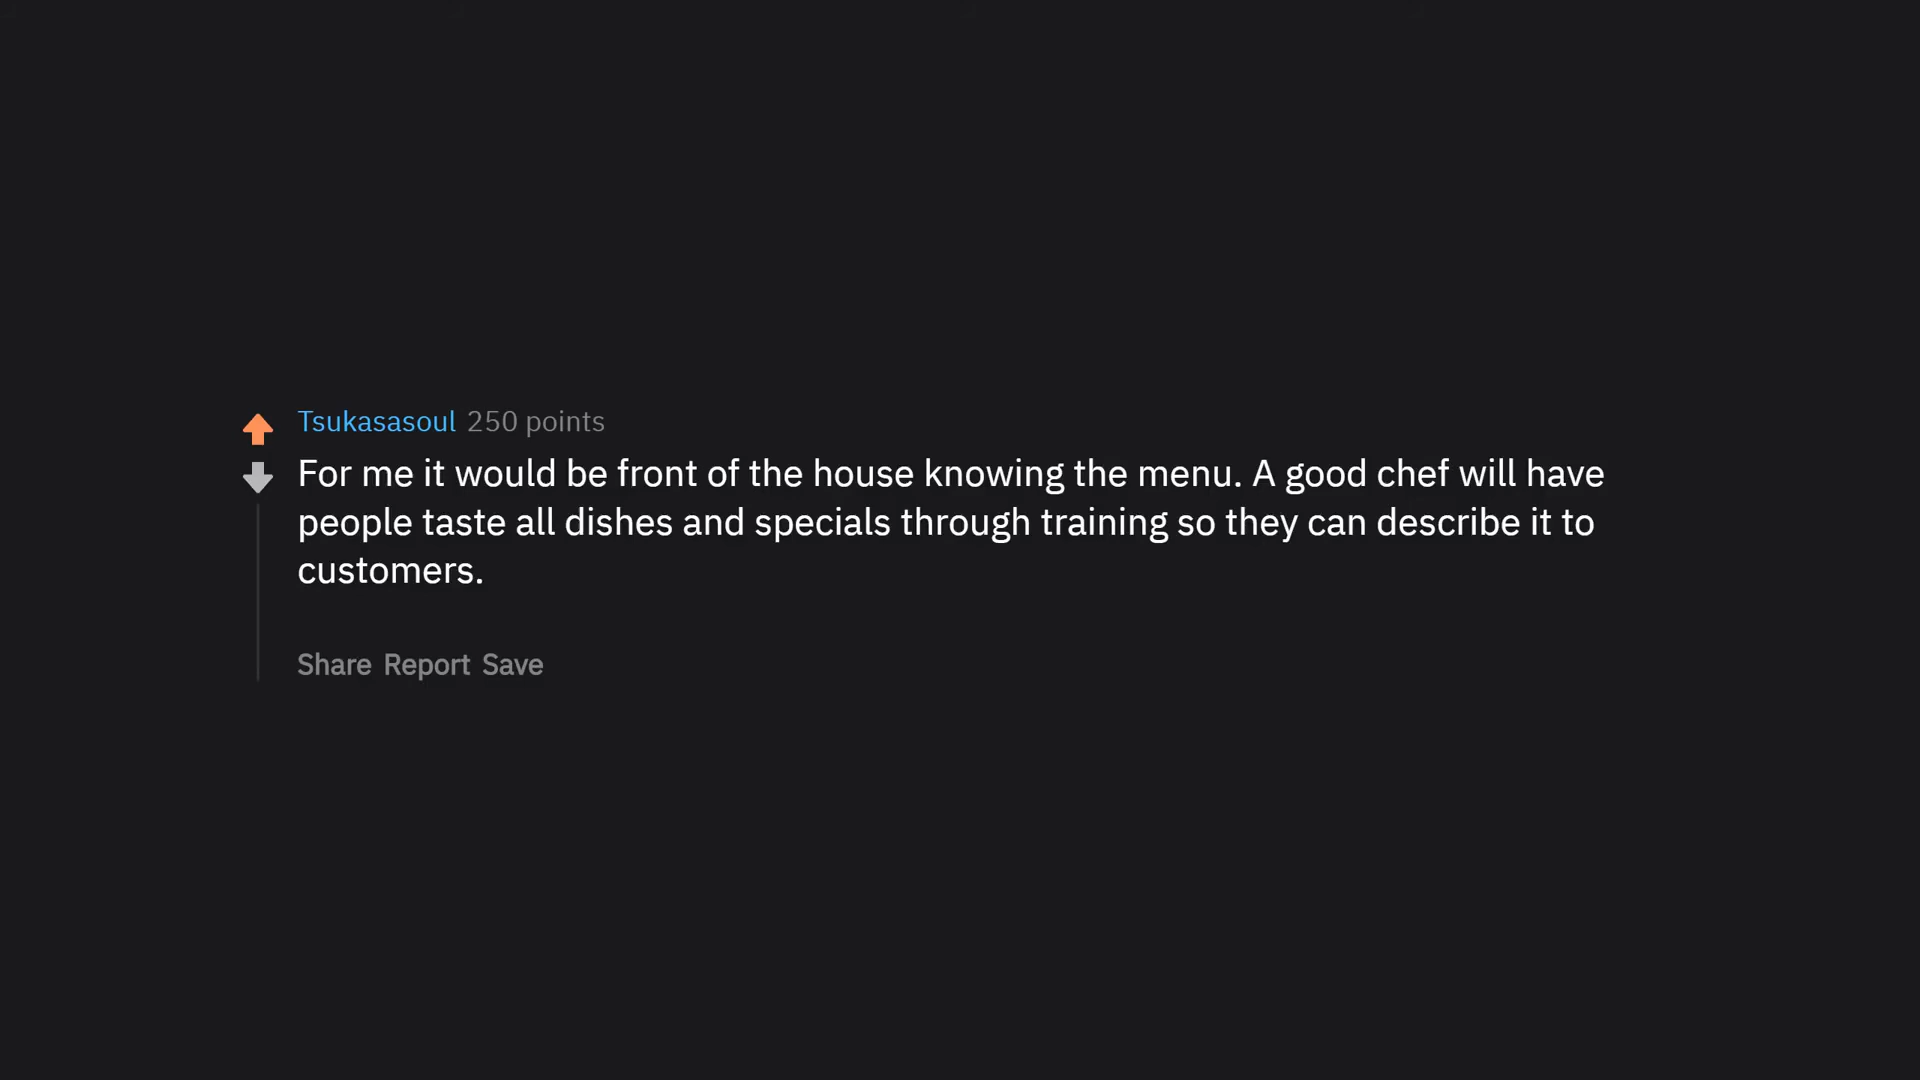 Tsukasasoul 250 points
For me it would be front of the house knowing the menu. A good chef will have
people taste all dishes and specials through training so they can describe it to
customers.
Share Report Save